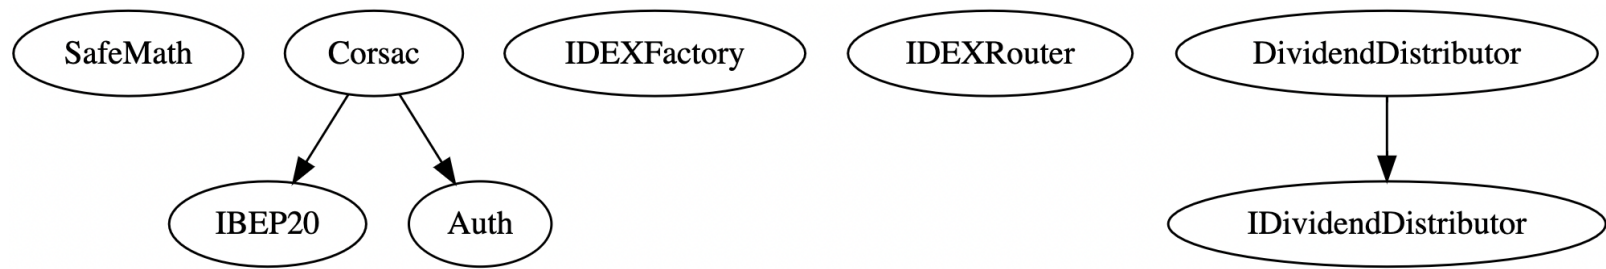 SafeMath
Corsac
IDEXFactory
IDEXRouter
DividendDistributor
IBEP20
Auth
IDividendDistributor